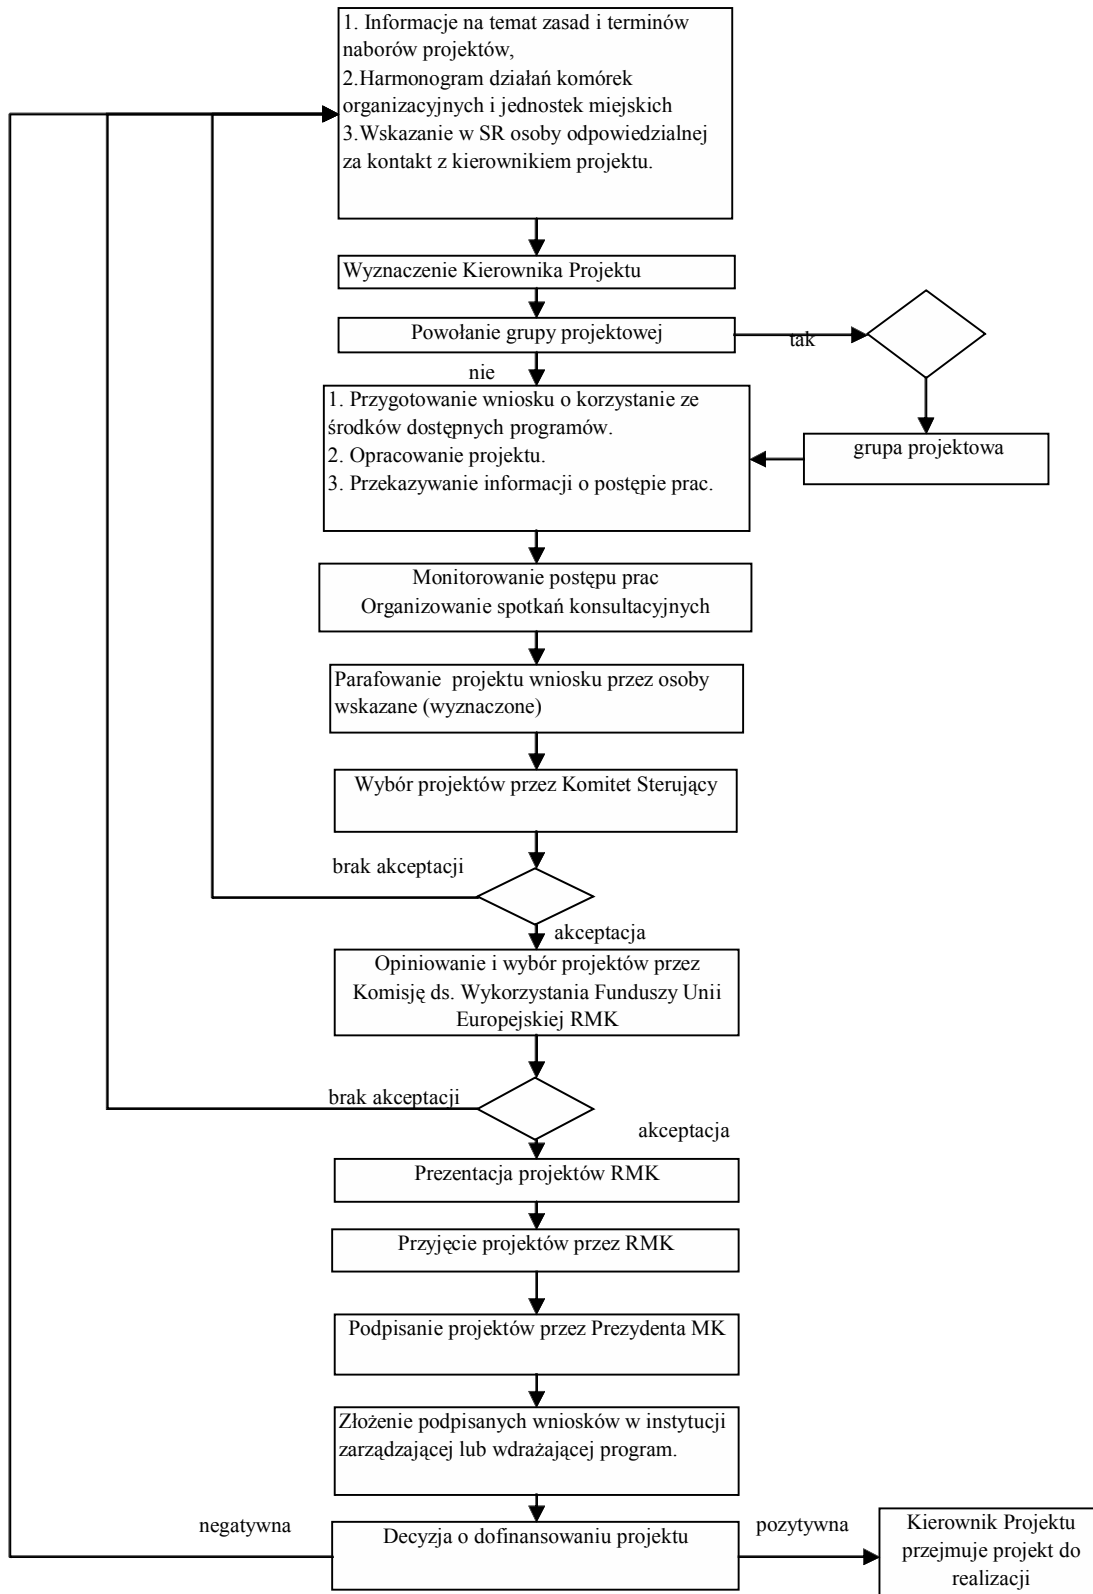 1. Informacje na temat zasad i terminów
naborów projektów,
2.Harmonogram działań komórek
organizacyjnych i jednostek miejskich
3.Wskazanie w SR osoby odpowiedzialnej
za kontakt z kierownikiem projektu.
Wyznaczenie Kierownika Projektu
Powołanie grupy projektowej
tak
nie
1. Przygotowanie wniosku o korzystanie ze
środków dostępnych programów.
2. Opracowanie projektu.
3. Przekazywanie informacji o postępie prac.
grupa projektowa
Monitorowanie postępu prac
Organizowanie spotkań konsultacyjnych
Parafowanie  projektu wniosku przez osoby
wskazane (wyznaczone)
Wybór projektów przez Komitet Sterujący
brak akceptacji
akceptacja
Opiniowanie i wybór projektów przez
Komisję ds. Wykorzystania Funduszy Unii
Europejskiej RMK
brak akceptacji
akceptacja
Prezentacja projektów RMK
Przyjęcie projektów przez RMK
Podpisanie projektów przez Prezydenta MK
Złożenie podpisanych wniosków w instytucji
zarządzającej lub wdrażającej program.
negatywna
Decyzja o dofinansowaniu projektu
pozytywna
Kierownik Projektu
przejmuje projekt do
realizacji